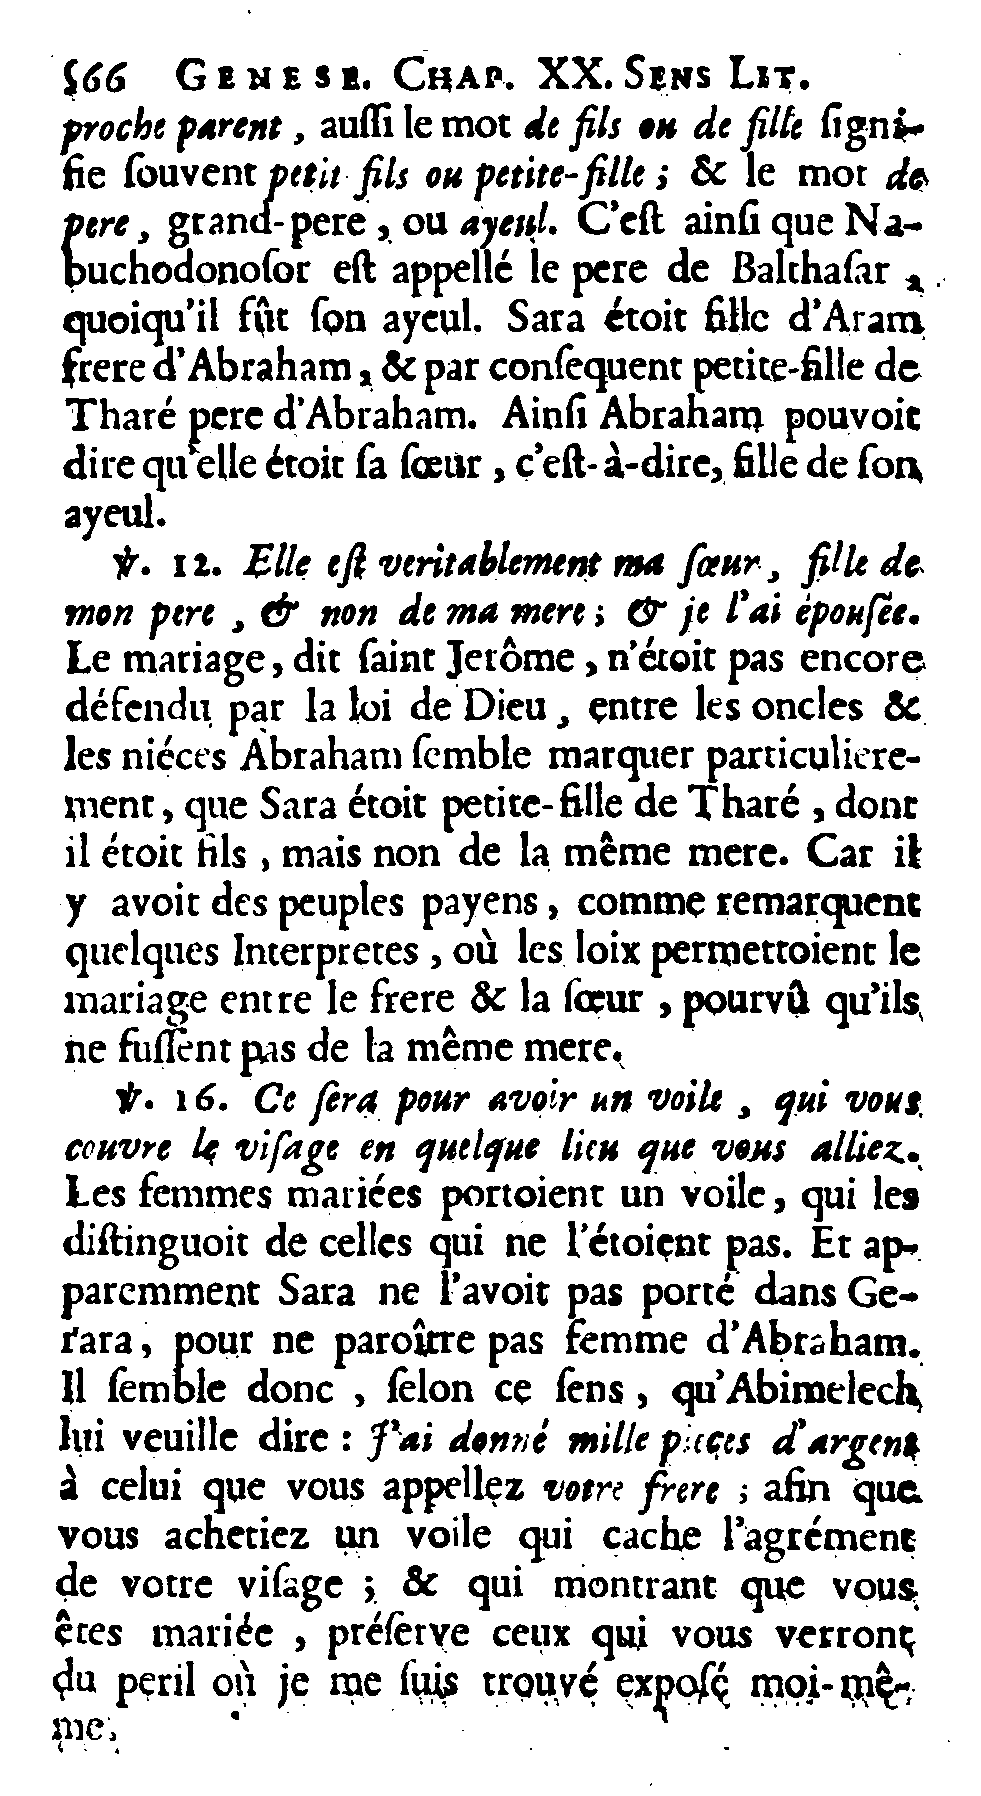 566 GENESE. CHAP. XX. SENS LIT.
proche parent, auſſi le mot de fils ou de fille ſigni-
fie ſouvent petit fils ou petite-fille; & le mot de
pere, grand-pere, ou ayeul. C'eſt ainſi que Na-
buchodonoſor eſt appellé le pere de Balthaſar,
quoiqu'il fût ſon ayeul. Sara étoit fille d'Aram
frere d'Abraham, & par conſequent petite-fille de
Tharé pere d'Abraham. Ainſi Abraham pouvoit
dire qu'elle étoit ſa ſœur, c'eſt-à-dire, fille de ſon
ayeul.
℣. 12. Elle eſt veritablement ma ſœur, fille de
mon pere, & non de ma mere; & je l'ai épouſée.
Le mariage, dit ſaint Jerôme, n'étoit pas encore
défendu par la loi de Dieu, entre les oncles &
les niéces Abraham ſemble marquer particuliere-
ment, que Sara étoit petite-fille de Tharé, dont
il étoit fils, mais non de la même mere. Car il
y avoit des peuples payens, comme remarquent
quelques Interpretes, où les loix permettoient le
mariage entre le frere & la ſœur, pourvû qu'ils
ne fuſſent pas de la même mere.
℣. 16. Ce ſera pour avoir un voile, qui vous
couvre le viſage en quelque lieu que vous alliez.
Les femmes mariées portoient un voile, qui les
diſtinguoit de celles qui ne l'étoient pas. Et ap-
paremment Sara ne l'avoit pas porté dans Ge-
rara, pour ne paroître pas femme d'Abraham.
Il ſemble donc, ſelon ce ſens, qu'Abimelech
lui veuille dire : J'ai donné mille pieces d'argent
à celui que vous appellez votre frere; afin que
vous achetiez un voile qui cache l'agrément
de votre viſage; & qui montrant que vous
êtes mariée, préſerve ceux qui vous verront
du peril où je me ſuis trouvé expoſé moi-mê-
me.